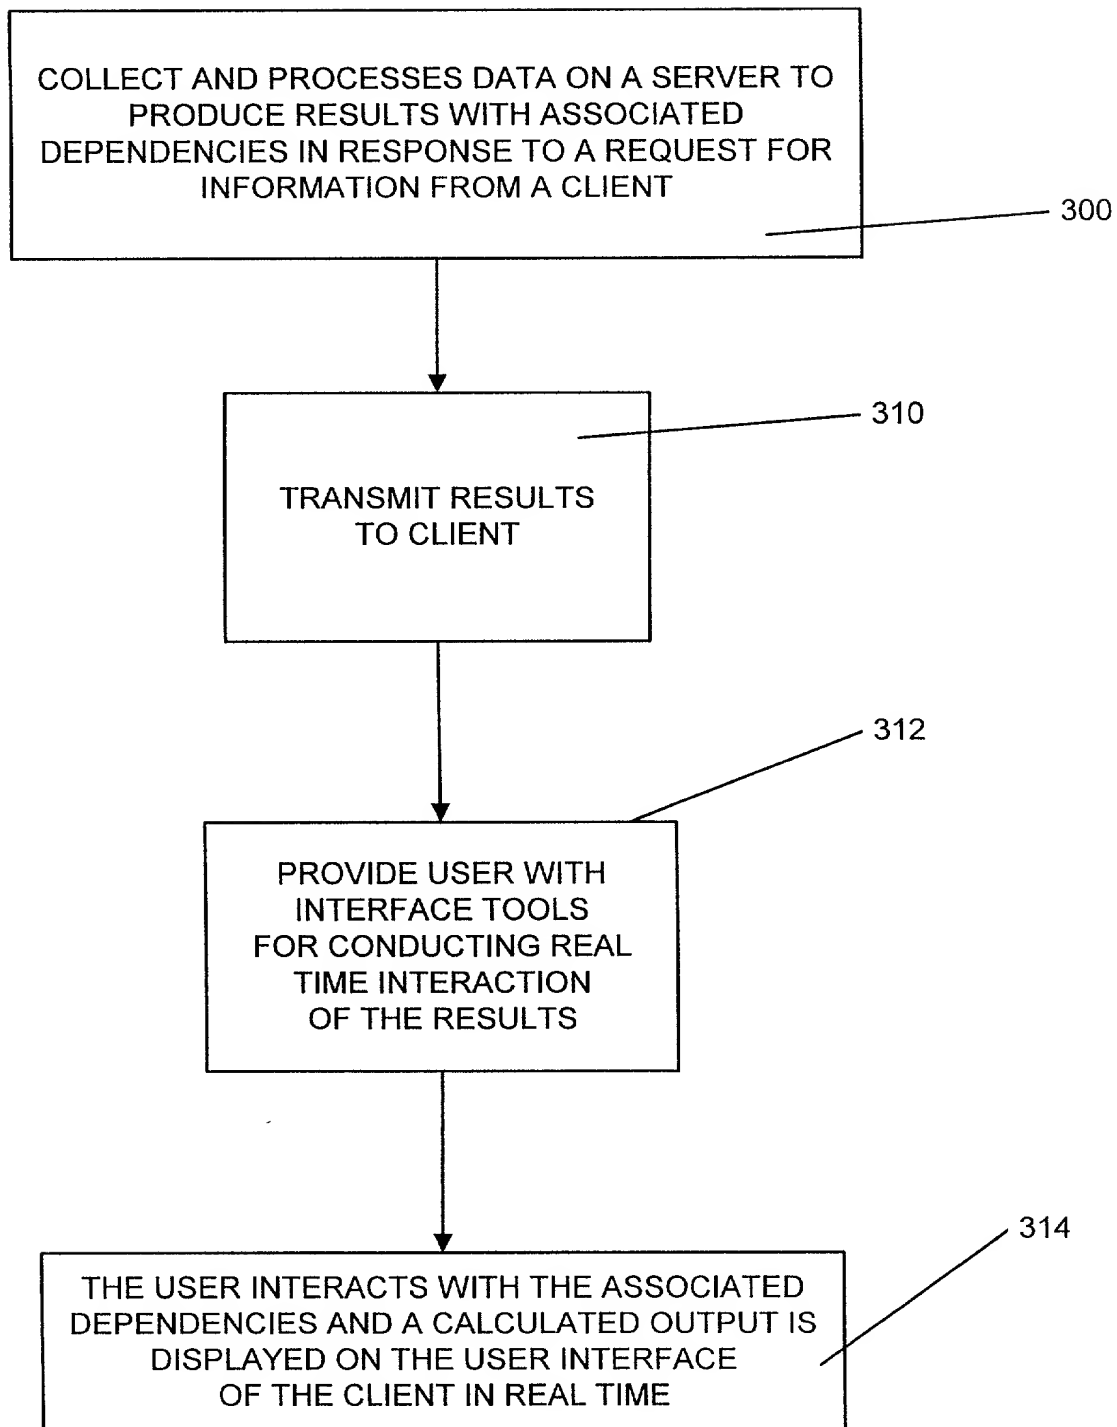 COLLECT AND PROCESSES DATA ON A SERVER TO
PRODUCE RESULTS WITH ASSOCIATED
DEPENDENCIES IN RESPONSE TO A REQUEST FOR
INFORMATION FROM A CLIENT
300
310
TRANSMIT RESULTS
TO CLIENT
312
PROVIDE USER WITH
INTERFACE TOOLS
FOR CONDUCTING REAL
TIME INTERACTION
OF THE RESULTS
314
THE USER INTERACTS WITH THE ASSOCIATED
DEPENDENCIES AND A CALCULATED OUTPUT IS
DISPLAYED ON THE USER INTERFACE
OF THE CLIENT IN REAL TIME